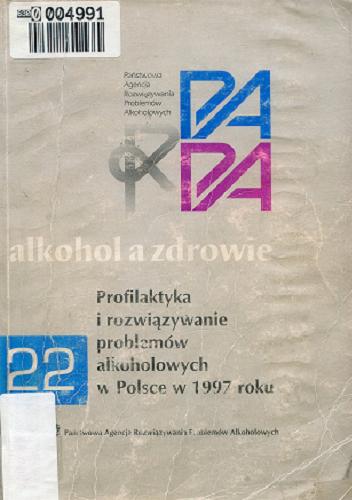 0 004991
Państwowa
Agencja
Rozwiązywania
Problemów
Alkoholowych
PA
RPA
alkohol a zdrowie
Profilaktyka
i rozwiązywanie
problemów
alkoholowych
w Polsce w 1997 roku
22
Państwowa Agencja Rozwiązywania Problemów Alkoholowych